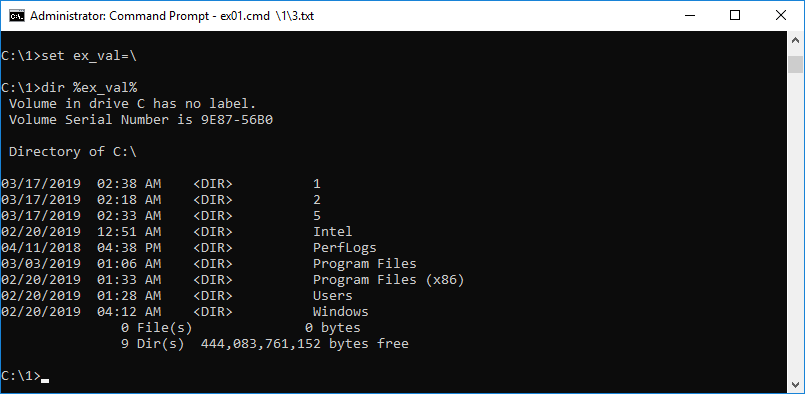 Administrator: Command Prompt - ex01.cmd  \1\3.txt
C:\1>set ex_val=\
C:\1>dir %ex_val%
 Volume in drive C has no label.
 Volume Serial Number is 9E87-56B0
 Directory of C:\
03/17/2019  02:38 AM    <DIR>          1
03/17/2019  02:18 AM    <DIR>          2
03/17/2019  02:33 AM    <DIR>          5
02/20/2019  12:51 AM    <DIR>          Intel
04/11/2018  04:38 PM    <DIR>          PerfLogs
03/03/2019  01:06 AM    <DIR>          Program Files
02/20/2019  01:33 AM    <DIR>          Program Files (x86)
02/20/2019  01:28 AM    <DIR>          Users
02/20/2019  04:12 AM    <DIR>          Windows
               0 File(s)              0 bytes
               9 Dir(s)  444,083,761,152 bytes free
C:\1>